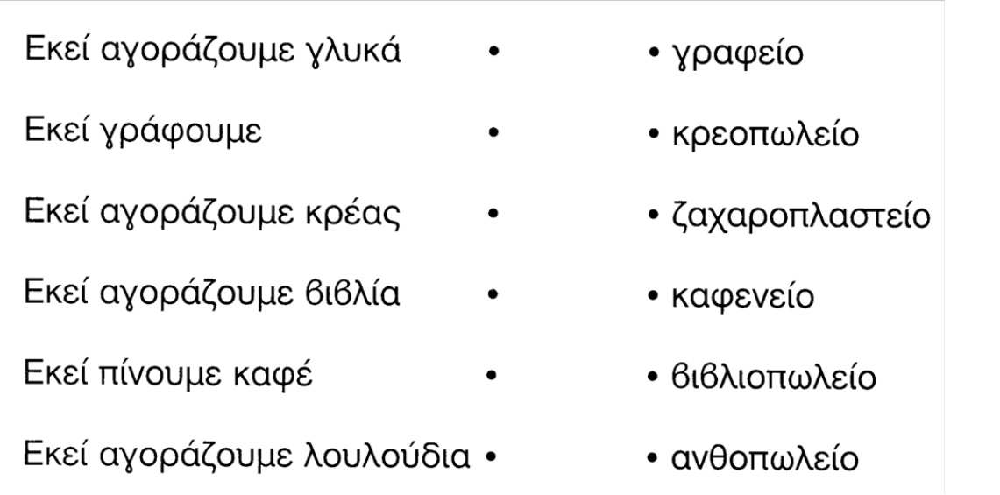 Εκεί αγοράζουμε γλυκά • • γραφείο
Εκεί γράφουμε • • κρεοπωλείο
Εκεί αγοράζουμε κρέας • • ζαχαροπλαστείο
Εκεί αγοράζουμε βιβλία • • καφενείο
Εκεί πίνουμε καφέ • • βιβλιοπωλείο
Εκεί αγοράζουμε λουλούδια • • ανθοπωλείο